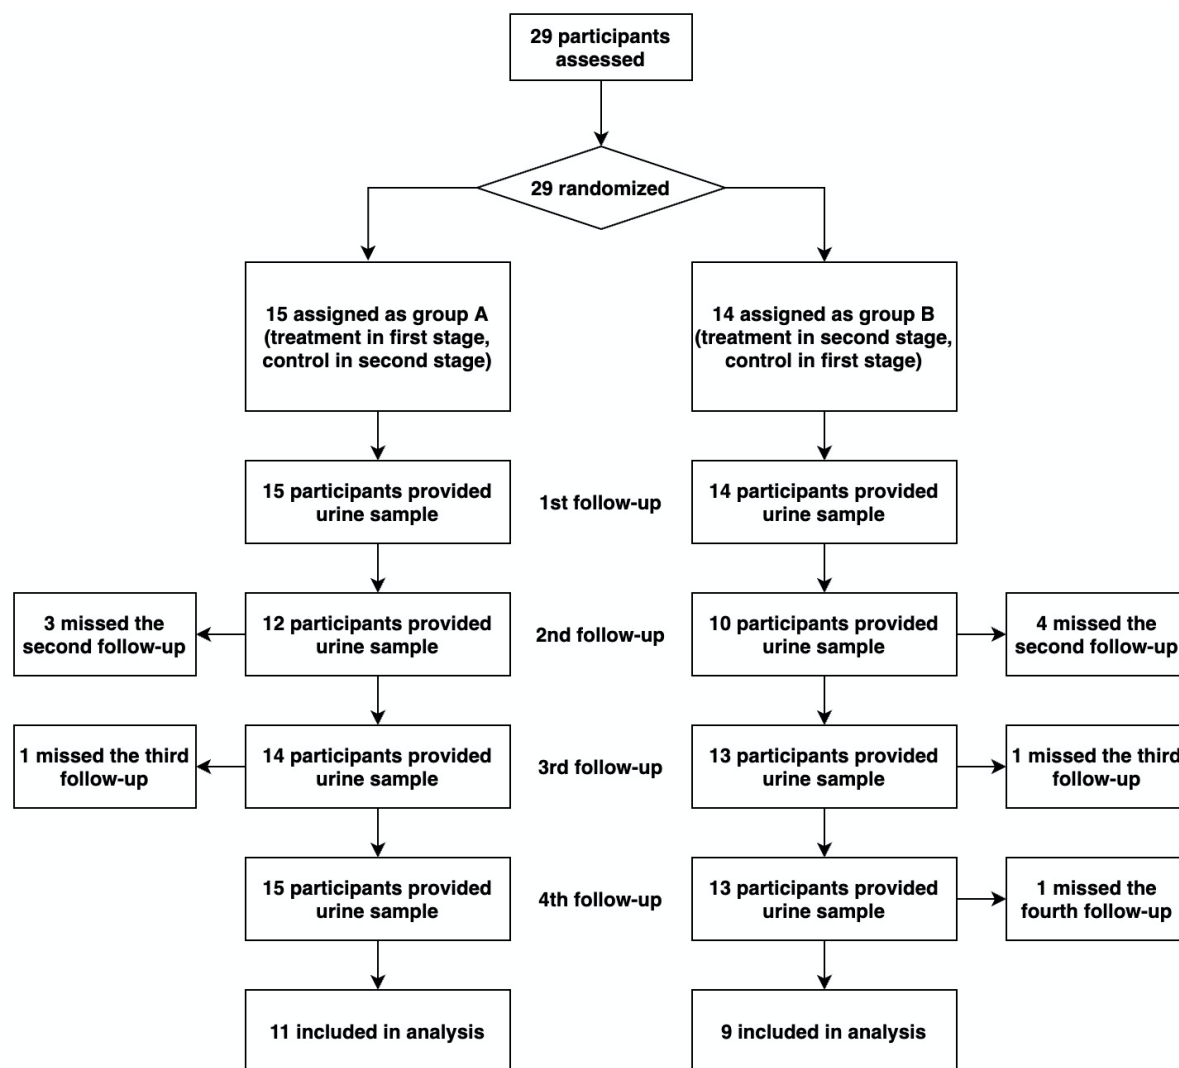 29 participants
assessed
29 randomized
15 assigned as group A
(treatment in first stage,
control in second stage)
14 assigned as group B
(treatment in second stage,
control in first stage)
15 participants provided
urine sample
1st follow-up
14 participants provided
urine sample
3 missed the
second follow-up
12 participants provided
urine sample
2nd follow-up
10 participants provided
urine sample
4 missed the
second follow-up
1 missed the third
follow-up
14 participants provided
urine sample
3rd follow-up
13 participants provided
urine sample
1 missed the third
follow-up
15 participants provided
urine sample
4th follow-up
13 participants provided
urine sample
1 missed the
fourth follow-up
11 included in analysis
9 included in analysis